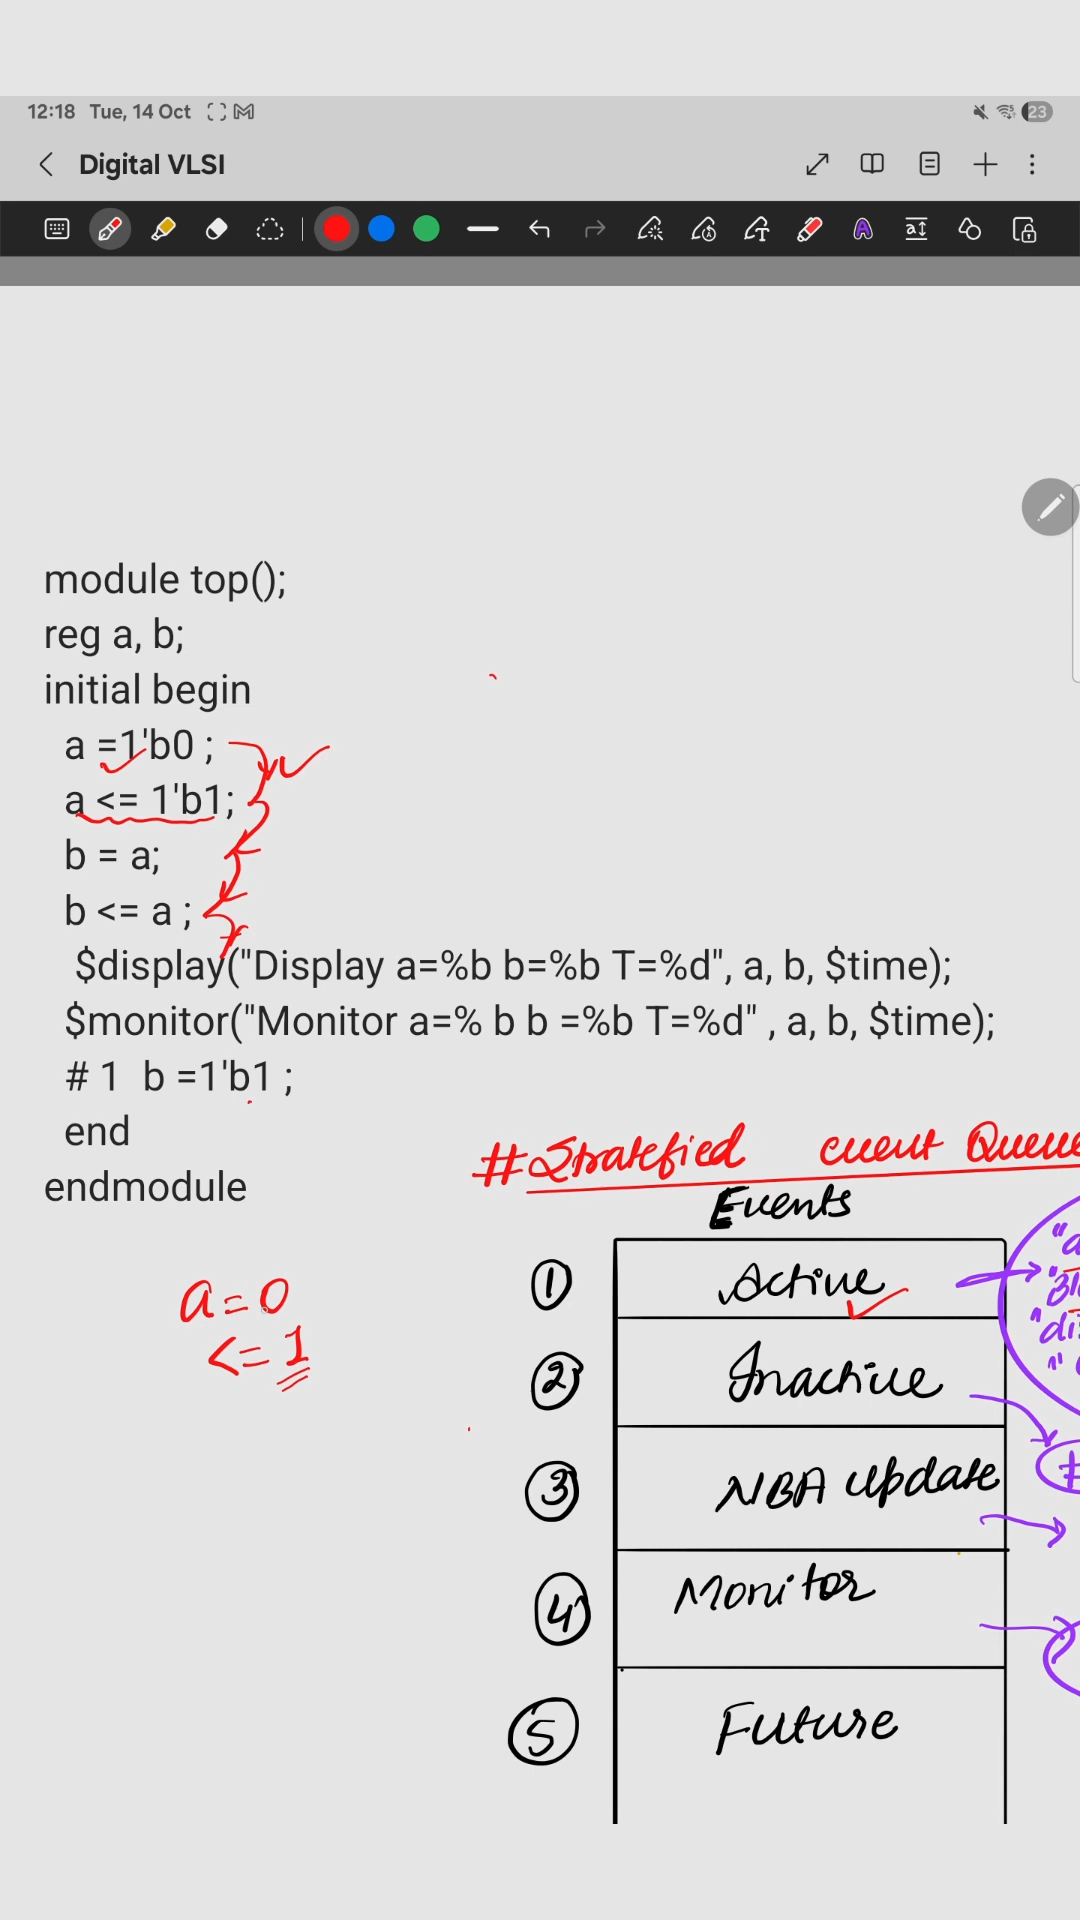 12:18 Tue, 14 Oct
23
Digital VLSI
module top();
reg a, b;
initial begin
a =1'b0 ;
a <= 1'b1;
b = a;
b <= a ;
$display("Display a=%b b=%b T=%d", a, b, $time);
$monitor("Monitor a=% b b =%b T=%d" , a, b, $time);
# 1 b =1'b1 ;
end
endmodule
#Stratefied event Queue
Events
① Active
② Inactive
③ NBA update
④ Monitor
⑤ Future
a=0
<=1